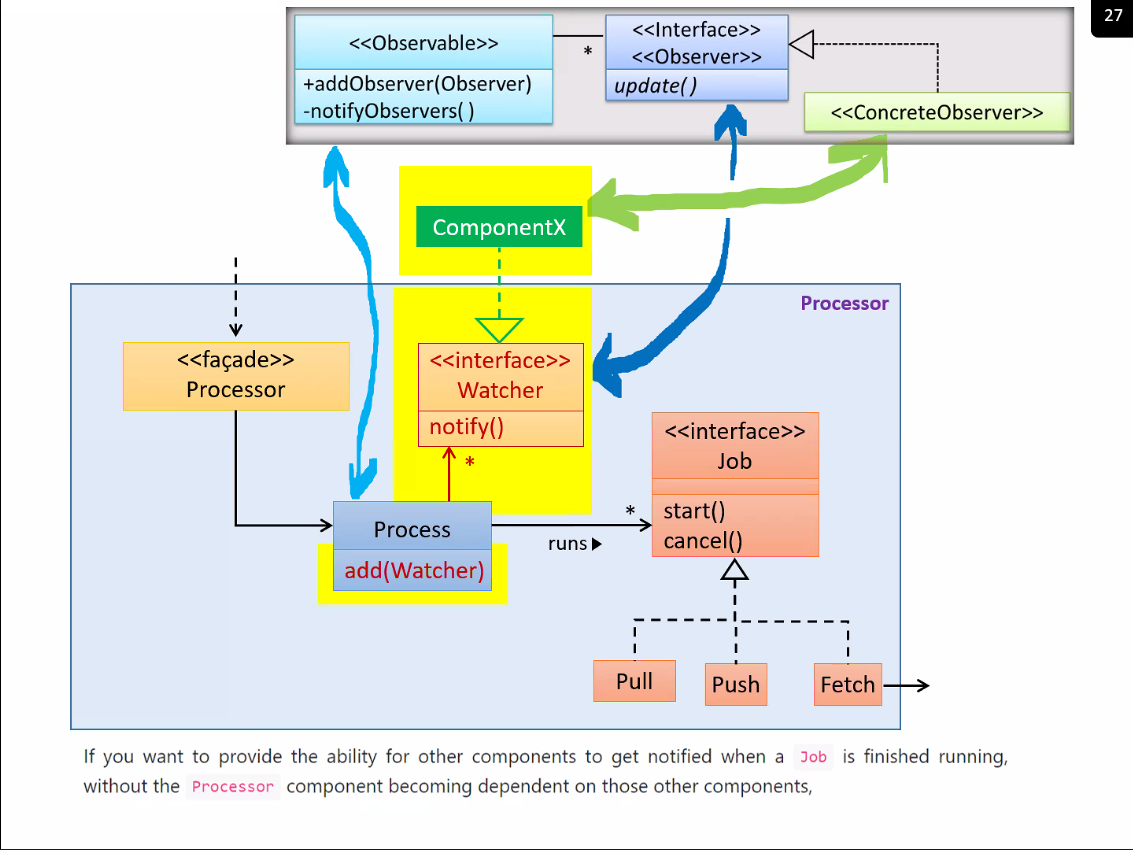 27
<<Observable>>
+addObserver(Observer)
-notifyObservers( )
*
<<Interface>>
<<Observer>>
update( )
<<ConcreteObserver>>
ComponentX
Processor
<<façade>>
Processor
<<interface>>
Watcher
notify()
*
<<interface>>
Job
start()
cancel()
Process
add(Watcher)
*
runs
Pull
Push
Fetch
If you want to provide the ability for other components to get notified when a Job is finished running,
without the Processor component becoming dependent on those other components,